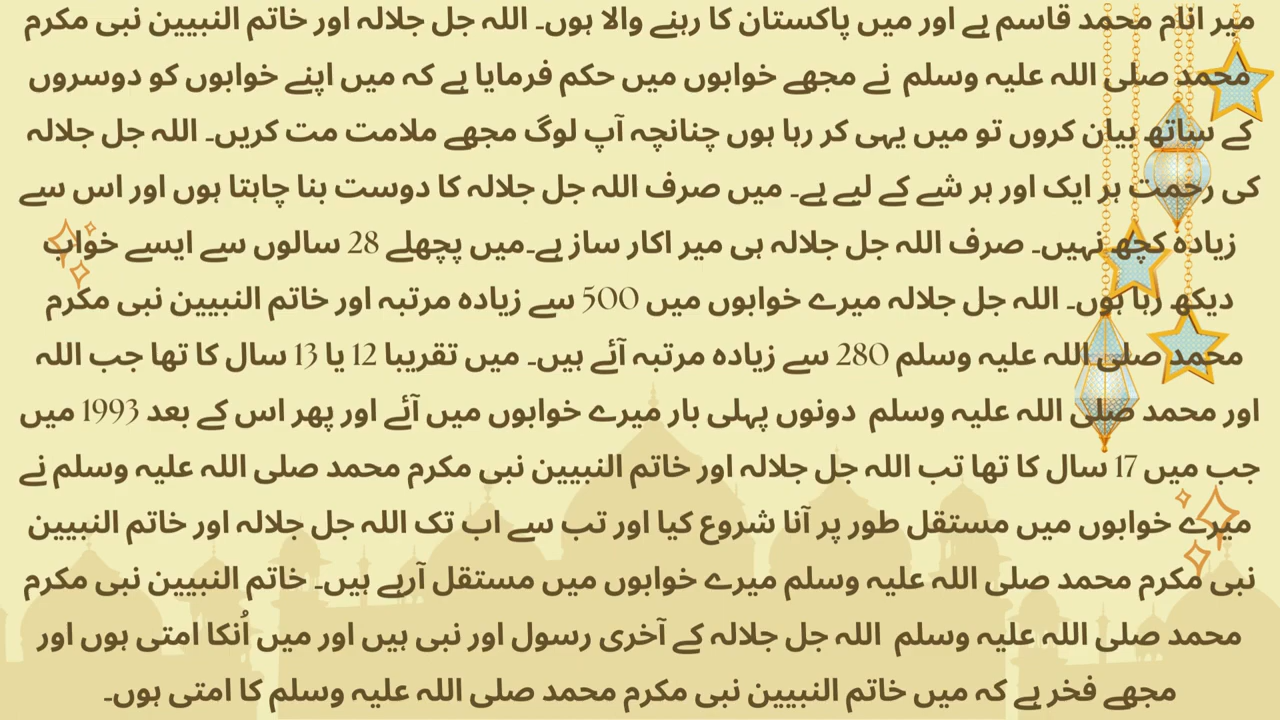 میر انام محمد قاسم ہے اور میں پاکستان کا رہنے والا ہوں۔ اللہ جل جلالہ اور خاتم النبیین نبی مکرم
محمد صلی اللہ علیہ وسلم نے مجھے خوابوں میں حکم فرمایا ہے کہ میں اپنے خوابوں کو دوسروں
کے ساتھ بیان کروں تو میں یہی کر رہا ہوں چنانچہ آپ لوگ مجھے ملامت مت کریں۔ اللہ جل جلالہ
کی رحمت ہر ایک اور ہر شے کے لیے ہے۔ میں صرف اللہ جل جلالہ کا دوست بنا چاہتا ہوں اور اس سے
زیادہ کچھ نہیں۔ صرف اللہ جل جلالہ ہی میر اکار ساز ہے۔میں پچھلے 28 سالوں سے ایسے خواب
دیکھ رہا ہوں۔ اللہ جل جلالہ میرے خوابوں میں 500 سے زیادہ مرتبہ اور خاتم النبیین نبی مکرم
محمد صلی اللہ علیہ وسلم 280 سے زیادہ مرتبہ آئے ہیں۔ میں تقریبا 12 یا 13 سال کا تھا جب اللہ
اور محمد صلی اللہ علیہ وسلم دونوں پہلی بار میرے خوابوں میں آئے اور پھر اس کے بعد 1993 میں
جب میں 17 سال کا تھا تب اللہ جل جلالہ اور خاتم النبیین نبی مکرم محمد صلی اللہ علیہ وسلم نے
میرے خوابوں میں مستقل طور پر آنا شروع کیا اور تب سے اب تک اللہ جل جلالہ اور خاتم النبیین
نبی مکرم محمد صلی اللہ علیہ وسلم میرے خوابوں میں مستقل آرہے ہیں۔ خاتم النبیین نبی مکرم
محمد صلی اللہ علیہ وسلم اللہ جل جلالہ کے آخری رسول اور نبی ہیں اور میں اُنکا امتی ہوں اور
مجھے فخر ہے کہ میں خاتم النبیین نبی مکرم محمد صلی اللہ علیہ وسلم کا امتی ہوں۔